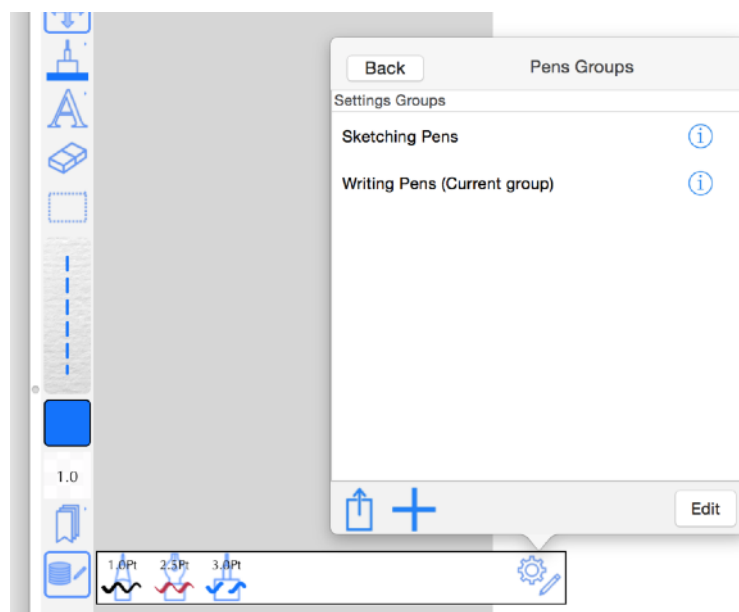 Back
Pens Groups
Settings Groups
Sketching Pens
Writing Pens (Current group)
A
1.0
Edit
1.0Pt
2.5Pt
3.0Pt